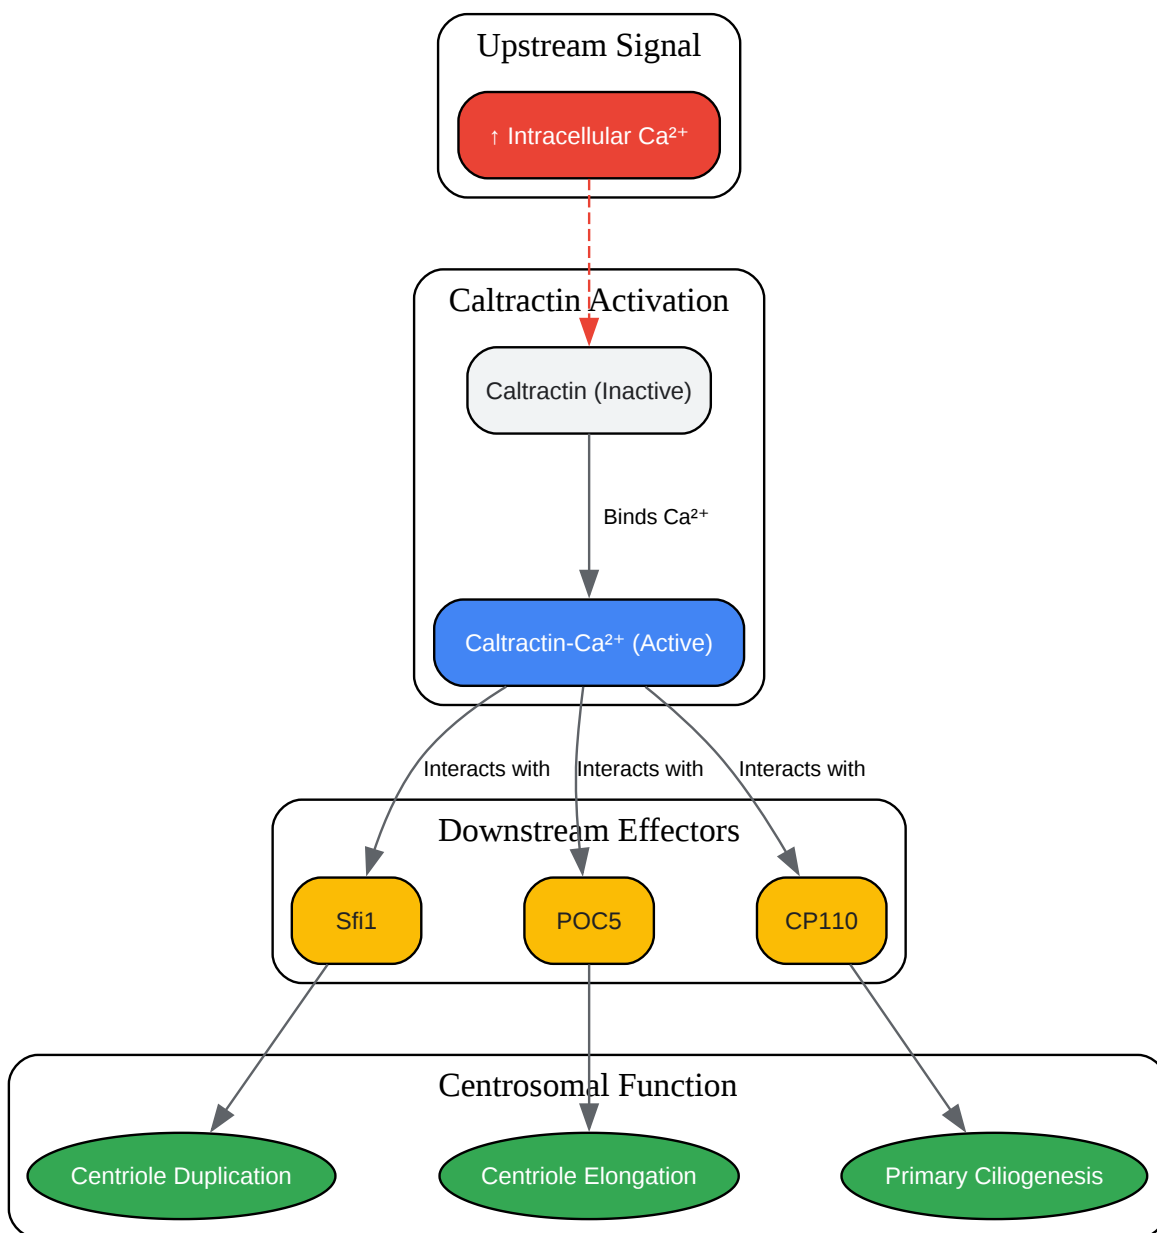 Upstream Signal
↑ Intracellular Ca²⁺
Caltractin Activation
Caltractin (Inactive)
Binds Ca²⁺
Caltractin-Ca²⁺ (Active)
Interacts with
Interacts with
Interacts with
Downstream Effectors
Sfi1
POC5
CP110
Centrosomal Function
Centriole Duplication
Centriole Elongation
Primary Ciliogenesis